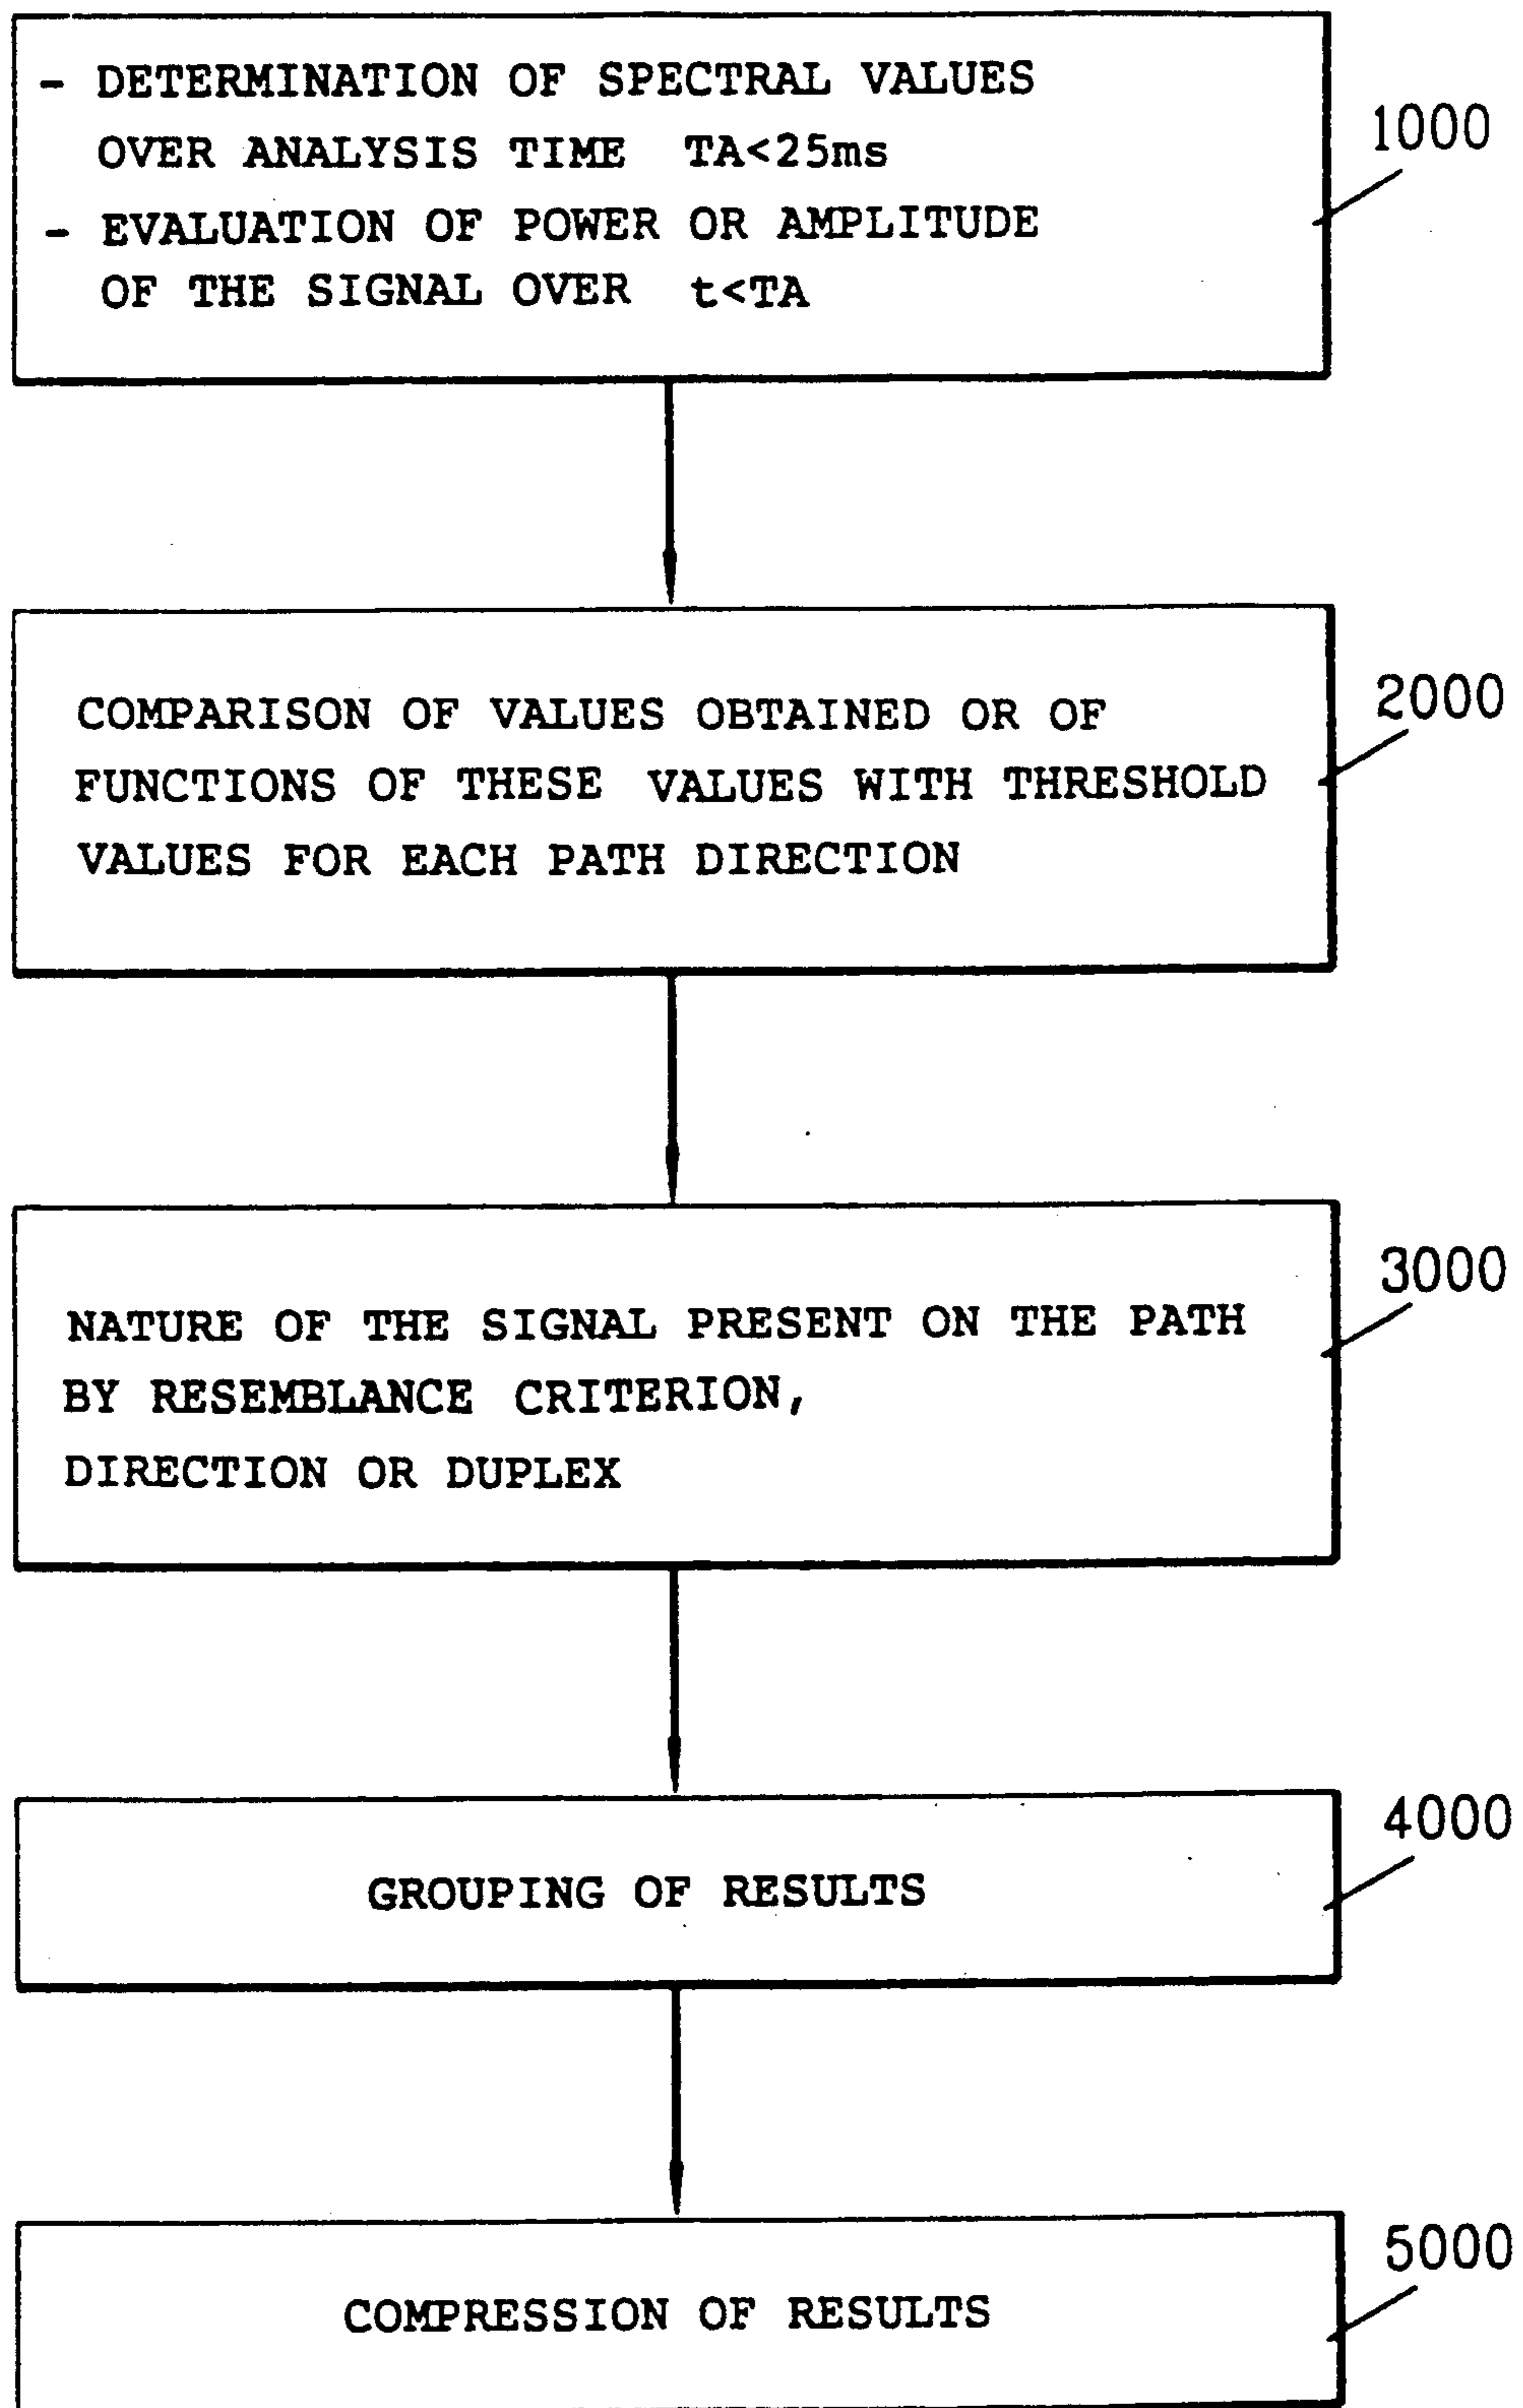 - DETERMINATION OF SPECTRAL VALUES
OVER ANALYSIS TIME TA<25ms
- EVALUATION OF POWER OR AMPLITUDE
OF THE SIGNAL OVER t<TA
1000
COMPARISON OF VALUES OBTAINED OR OF
FUNCTIONS OF THESE VALUES WITH THRESHOLD
VALUES FOR EACH PATH DIRECTION
2000
NATURE OF THE SIGNAL PRESENT ON THE PATH
BY RESEMBLANCE CRITERION,
DIRECTION OR DUPLEX
3000
GROUPING OF RESULTS
4000
COMPRESSION OF RESULTS
5000